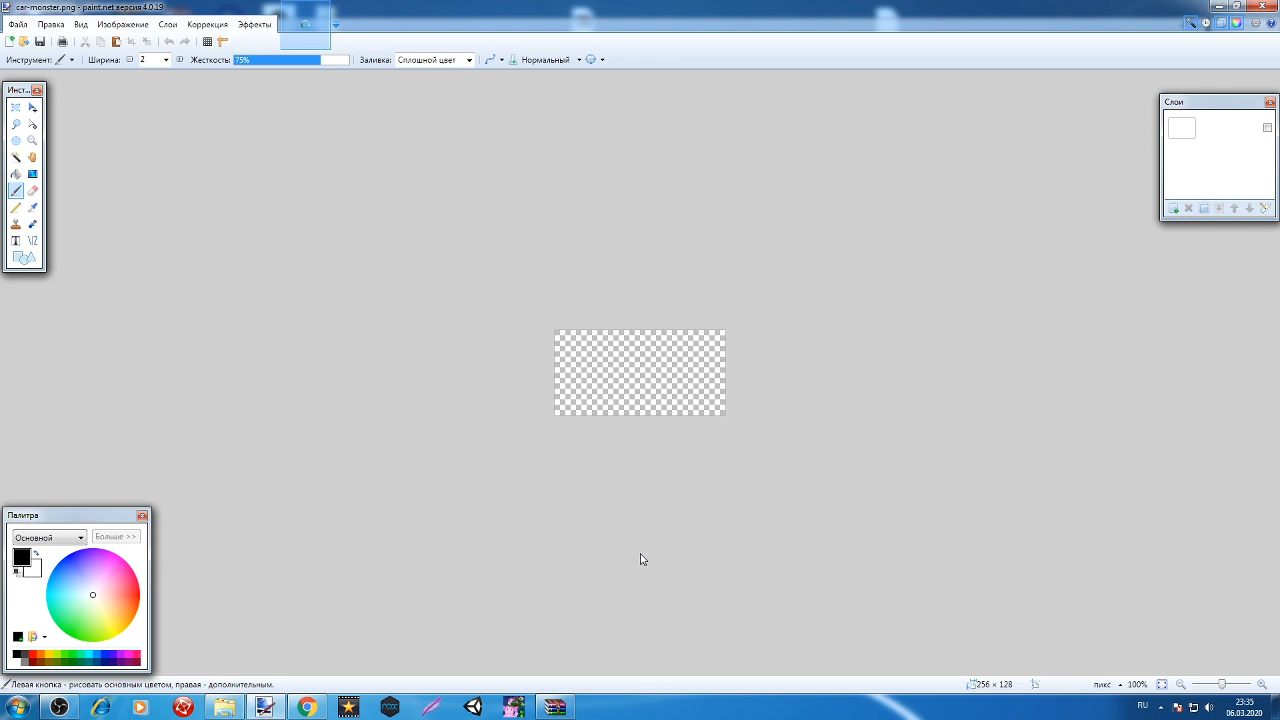 car-monster.png - paint.net версия 4.0.19
Файл Правка Вид Изображение Слои Коррекция Эффекты
Инструмент: Ширина: 2 Жесткость: 75% Заливка: Сплошной цвет Нормальный
Инст...
Слои
Палитра
Основной Больше >>
Левая кнопка - рисовать основным цветом, правая - дополнительным.
256 × 128 пикс 100%
RU 23:35
06.03.2020